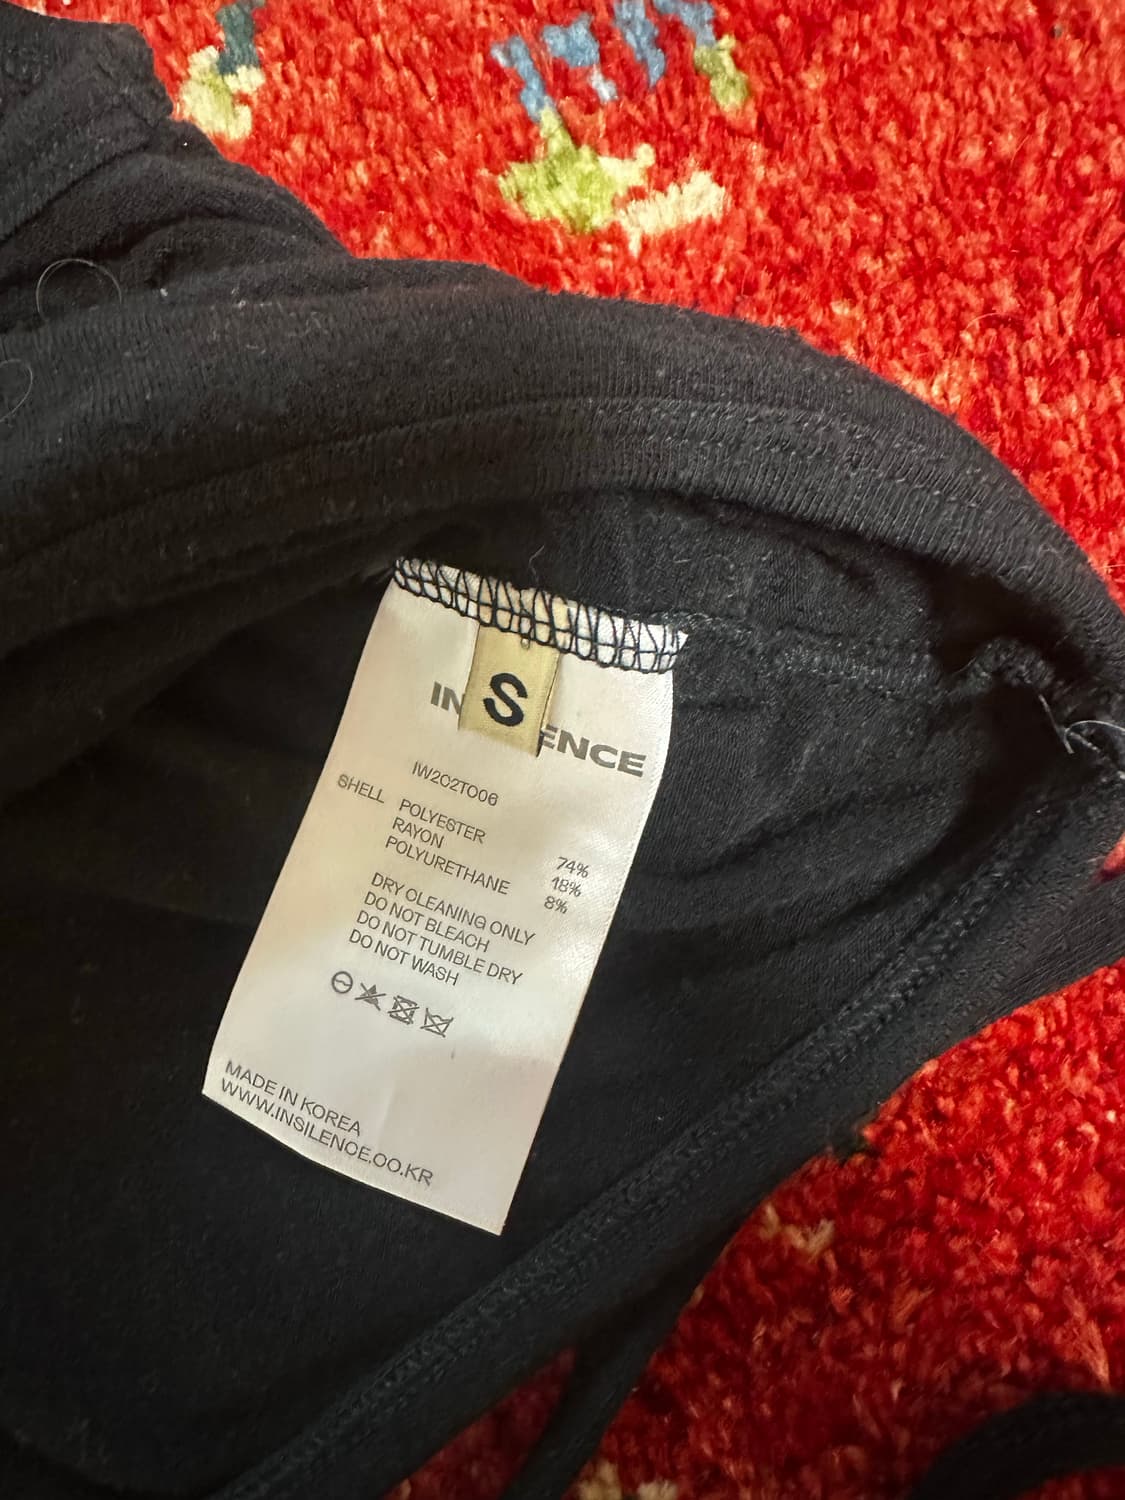 S
IN ENCE
IW202TO06
SHELL POLYESTER 74%
RAYON 18%
POLYURETHANE 8%
DRY CLEANING ONLY
DO NOT BLEACH
DO NOT TUMBLE DRY
DO NOT WASH
MADE IN KOREA
WWW.INSILENCE.CO.KR